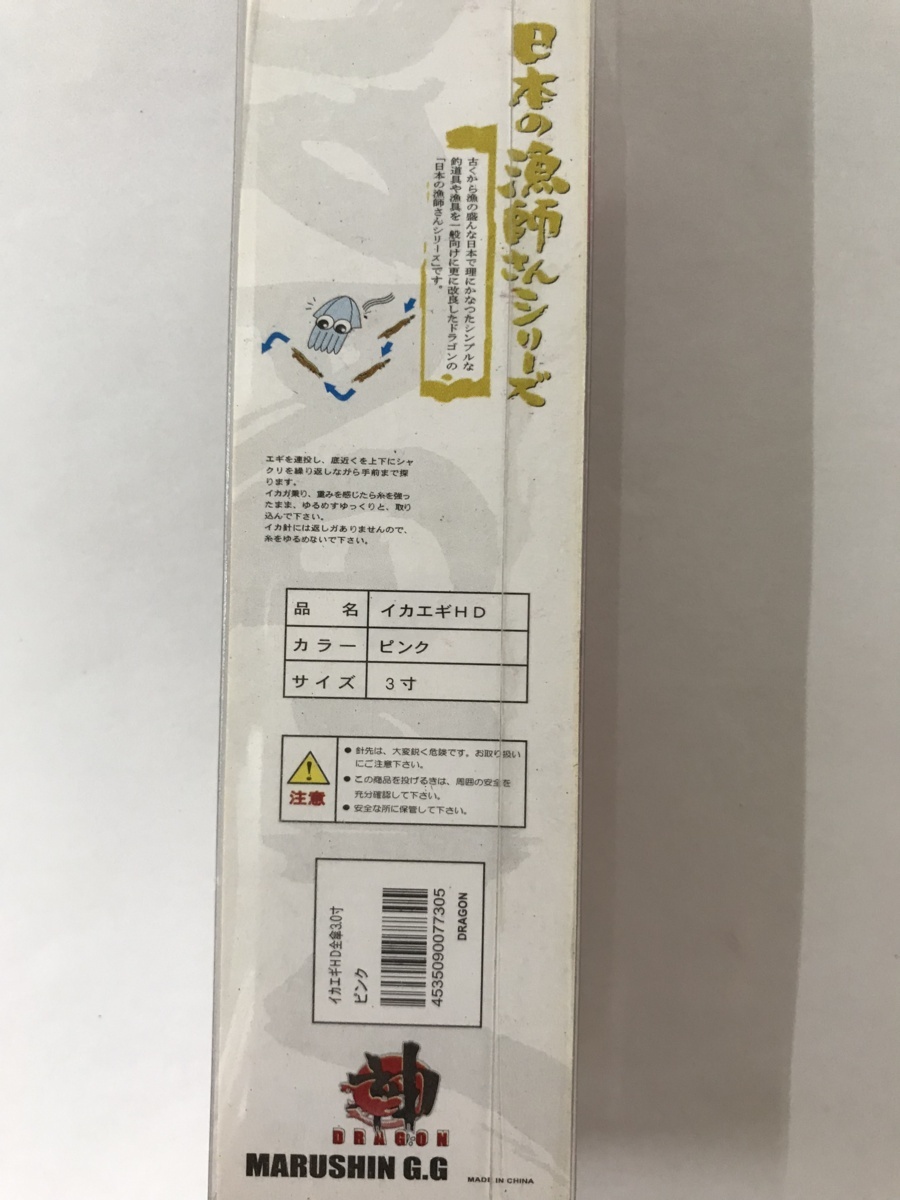 日本の漁師さんシリーズ
古くから漁の盛んな日本で理にかなったシンプルな
釣道具や漁具を一般向けに更に改良したドラゴンの
「日本の漁師さんシリーズ」です。
エギを遠投し、底近くを上下にシャ
クリを繰り返しながら手前まで探
ります。
イカガ乗り、重みを感じたら糸を強っ
たまま、ゆるめすゆっくりと、取り
込んで下さい。
イカ針には返しガありませんので、
糸をゆるめないで下さい。
品 名 イカエギHD
カラー ピンク
サイズ 3寸
注意
● 針先は、大変鋭く危険です。お取り扱い
にご注意下さい。
● この商品を投げるきは、周囲の安全を
充分確認して下さい。
● 安全な所に保管して下さい。
イカエギHD全傘3.0寸
ピンク
4535090077305
DRAGON
神
DRAGON
MARUSHIN G.G
MADE IN CHINA